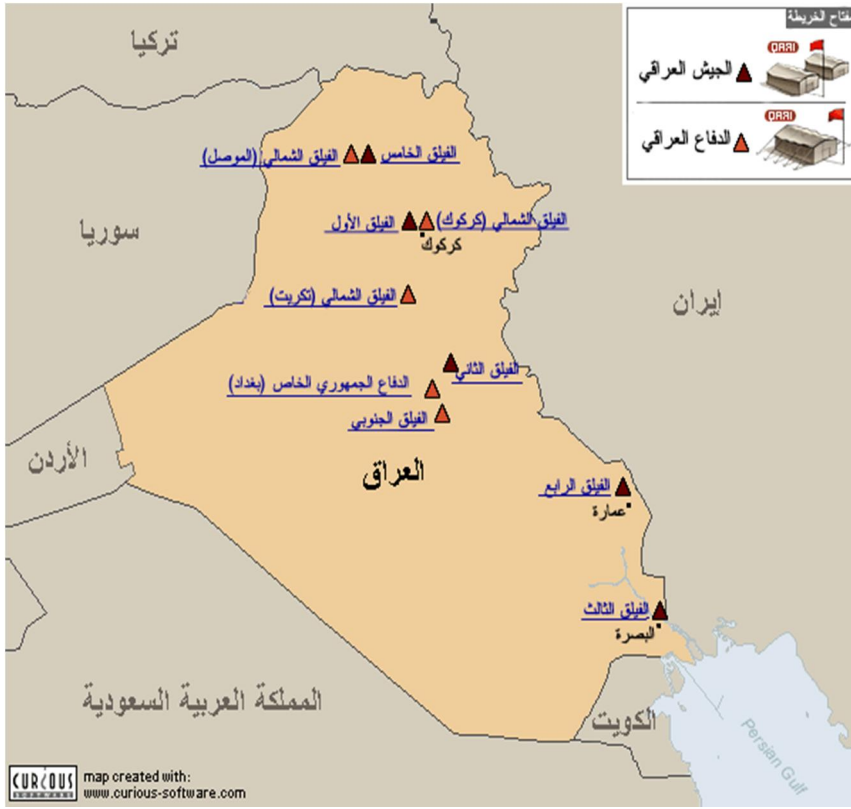 مفتاح الخريطة
IRAQ
الجيش العراقي
IRAQ
الدفاع العراقي
تركيا
الفيلق الشمالي (الموصل)
الفيلق الخامس
سوريا
الفيلق الأول
الفيلق الشمالي (كركوك)
كركوك
إيران
الفيلق الشمالي (تكريت)
الفيلق الثاني
الدفاع الجمهوري الخاص (بغداد)
الفيلق الجنوبي
الأردن
العراق
الفيلق الرابع
عمارة
الفيلق الثالث
البصرة
المملكة العربية السعودية
الكويت
Persian Gulf
CURIOUS
SOFTWARE
map created with:
www.curious-software.com